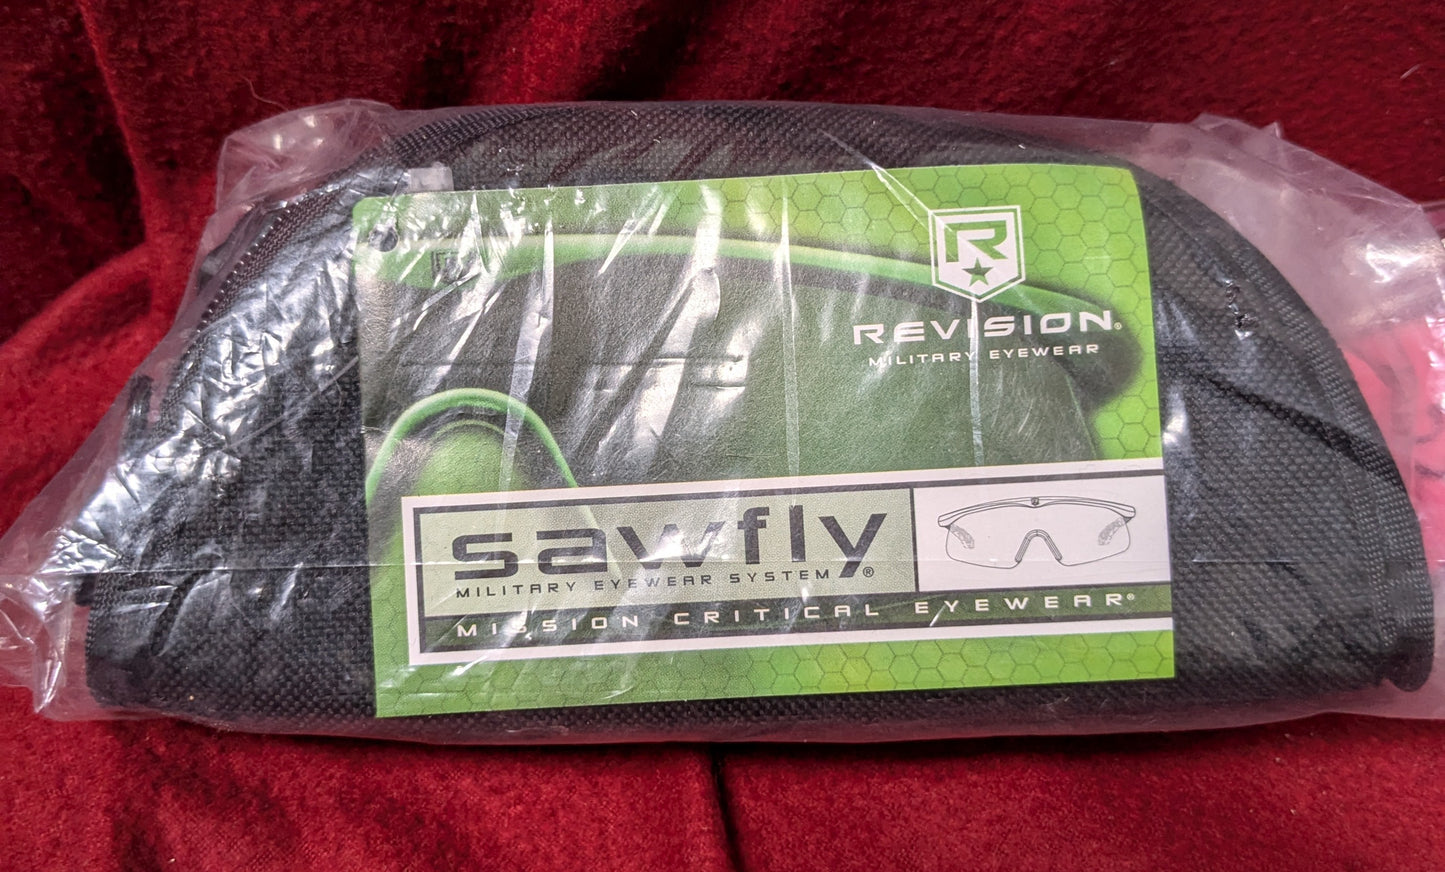 R
REVISION®
MILITARY EYEWEAR
sawfly®
MILITARY EYEWEAR SYSTEM
MISSION CRITICAL EYEWEAR®